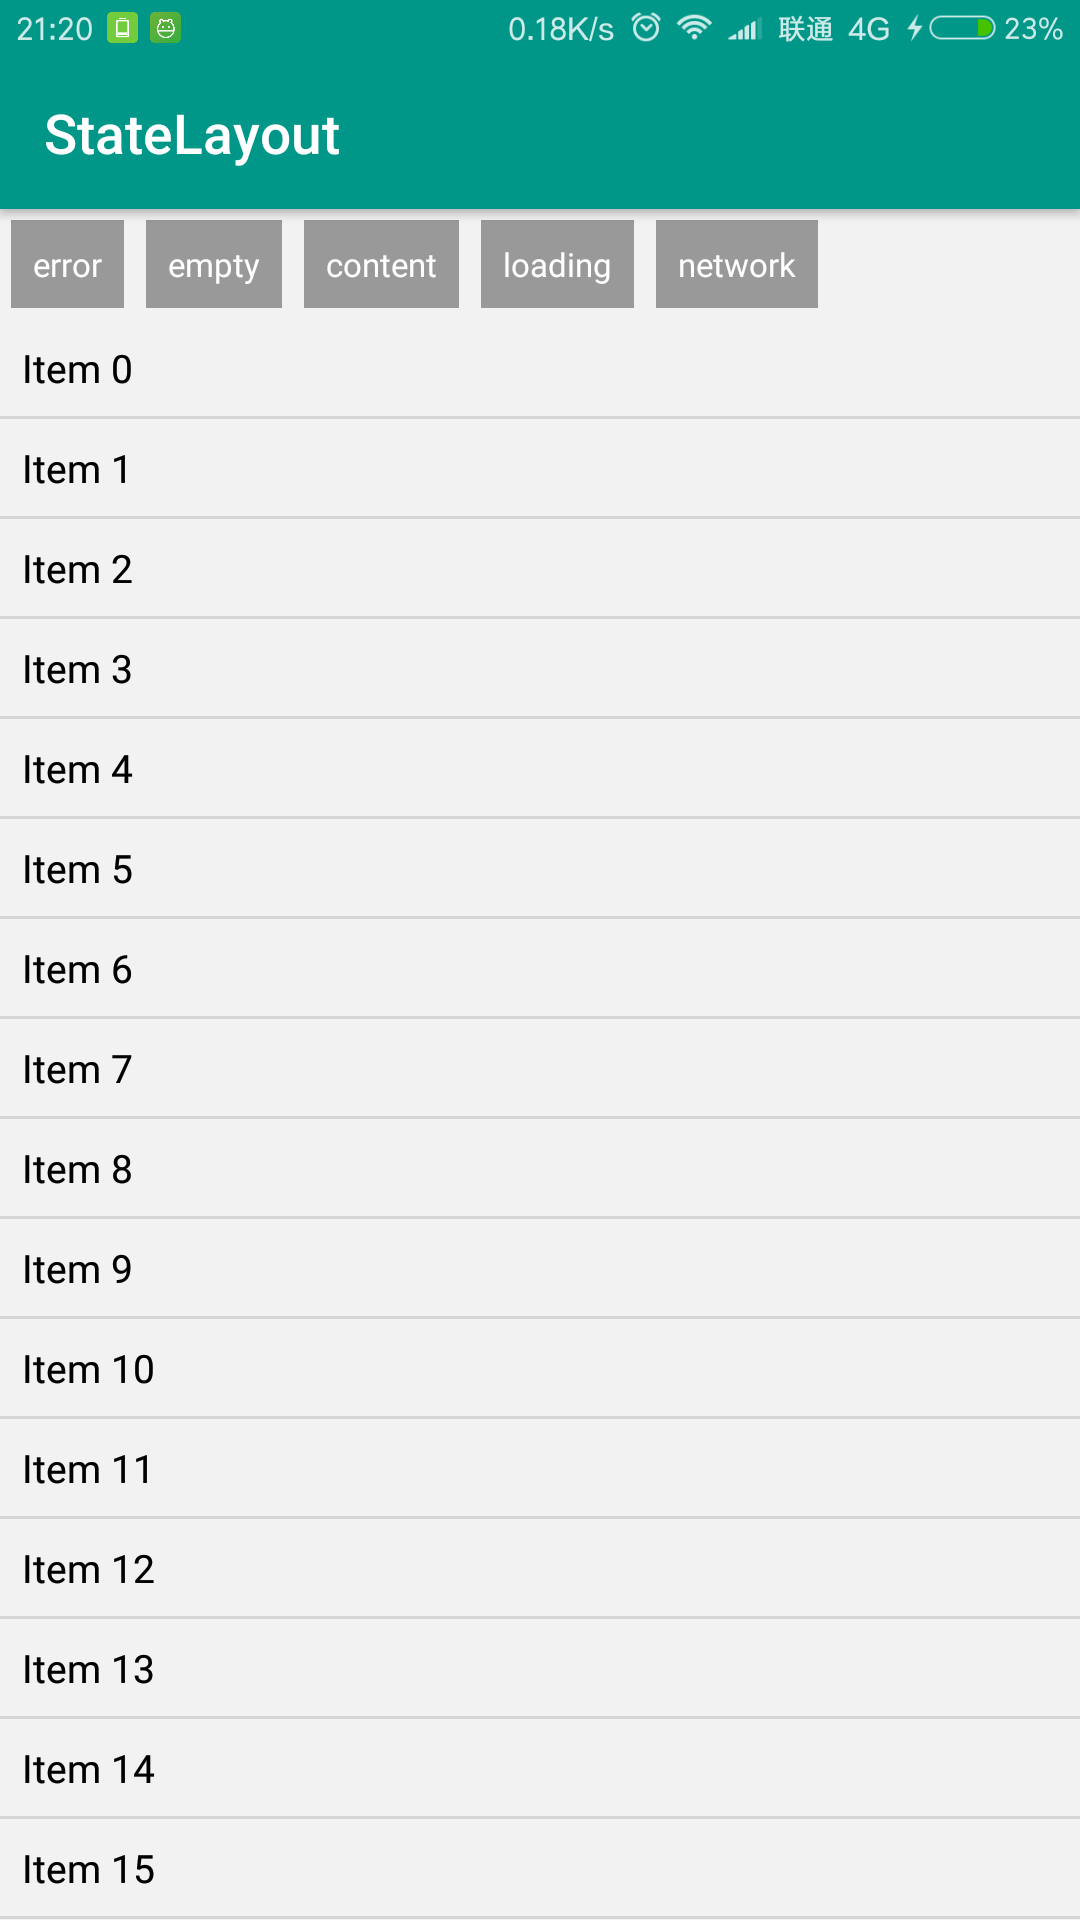 21:20 0.18K/s 联通 4G 23%
StateLayout
error empty content loading network
Item 0
Item 1
Item 2
Item 3
Item 4
Item 5
Item 6
Item 7
Item 8
Item 9
Item 10
Item 11
Item 12
Item 13
Item 14
Item 15